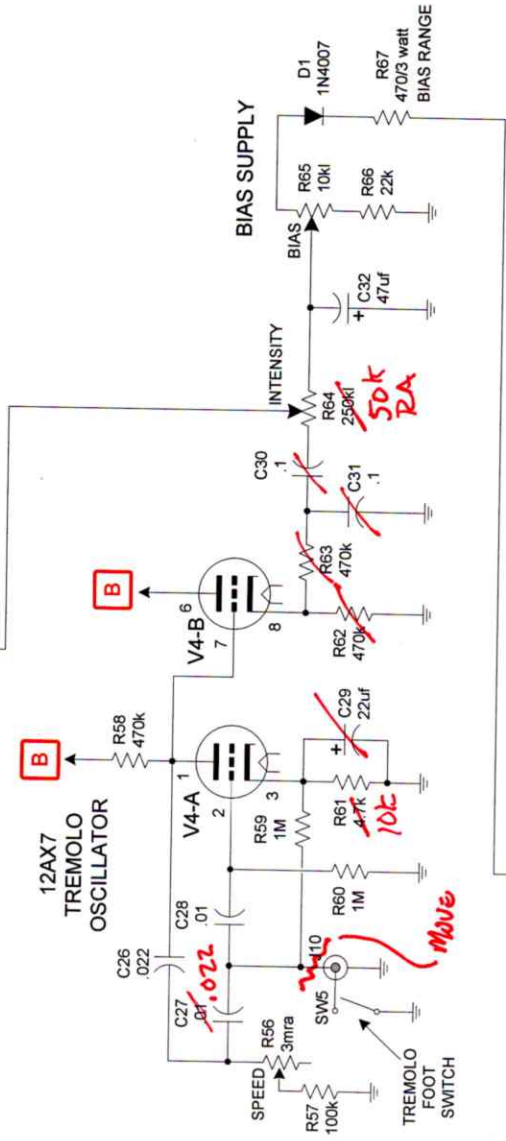 12AX7
TREMOLO
OSCILLATOR
B
R58
470k
C26
.022
C27
.01
.022
C28
.01
SPEED
R56
3mra
R57
100k
V4-A
1
2
3
R59
1M
R60
1M
R61
4.7k
10K
C29
+
22uf
J10
SW5
MOVE
TREMOLO
FOOT
SWITCH
B
V4-B
6
7
8
R62
470k
R63
470k
C30
.1
C31
.1
INTENSITY
R64
250kl
50K
RA
BIAS SUPPLY
BIAS
C32
+ 47uf
R65
10kl
R66
22k
D1
1N4007
R67
470/3 watt
BIAS RANGE